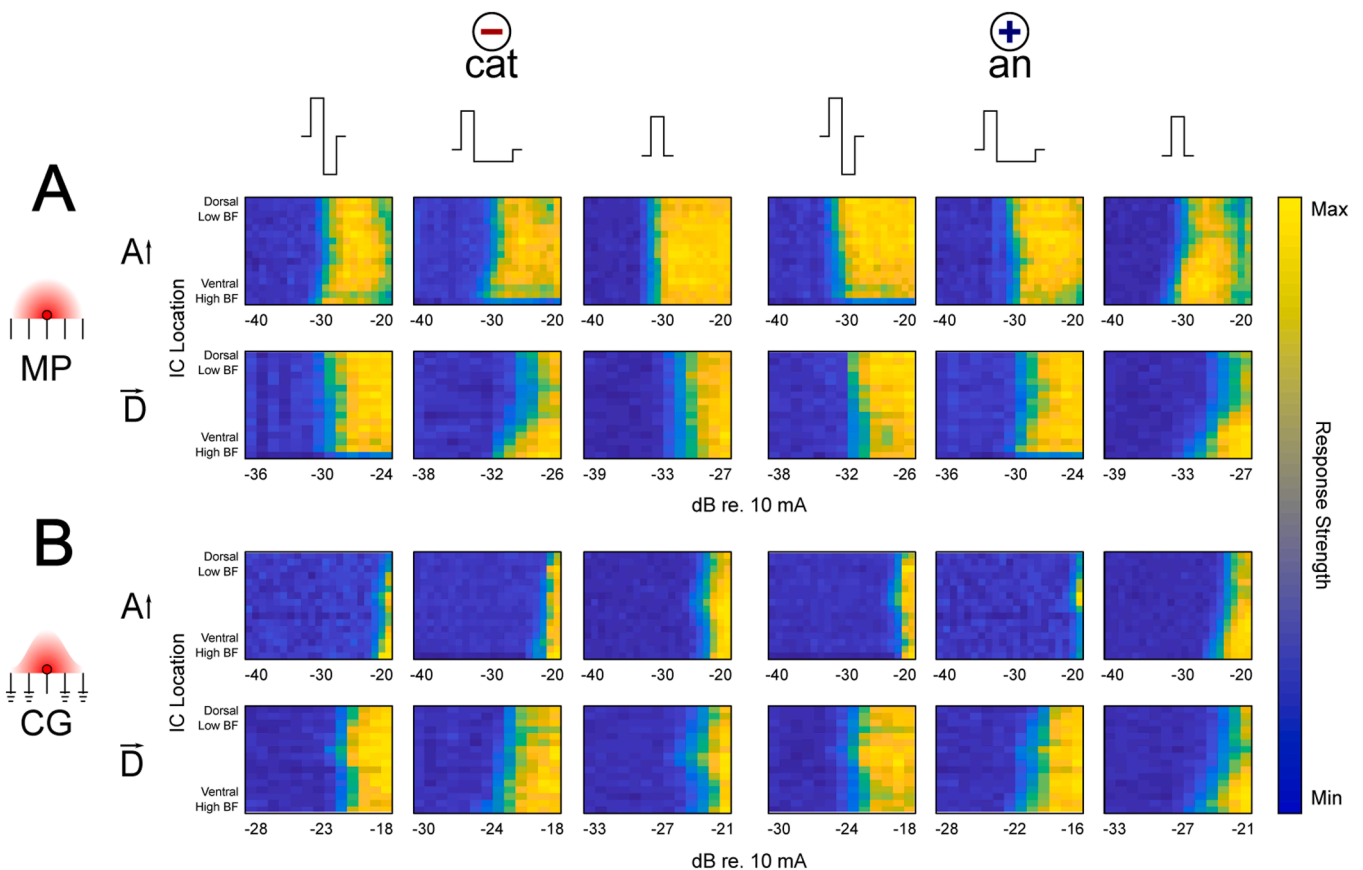 cat an
A
Dorsal
Low BF
A↑
Ventral
High BF
-40 -30 -20 -40 -30 -20 -40 -30 -20 -40 -30 -20 -40 -30 -20 -40 -30 -20
MP
IC Location
Dorsal
Low BF
D
Ventral
High BF
-36 -32 -28 -24 -38 -32 -26 -39 -33 -27 -38 -32 -26 -36 -30 -24 -39 -33 -27
dB re. 10 mA
B
Dorsal
Low BF
A↑
Ventral
High BF
-40 -30 -20 -40 -30 -20 -40 -30 -20 -40 -30 -20 -40 -30 -20 -40 -30 -20
CG
IC Location
Dorsal
Low BF
D
Ventral
High BF
-28 -23 -18 -30 -24 -18 -33 -27 -21 -30 -24 -18 -28 -22 -16 -33 -27 -21
dB re. 10 mA
Max
Response Strength
Min